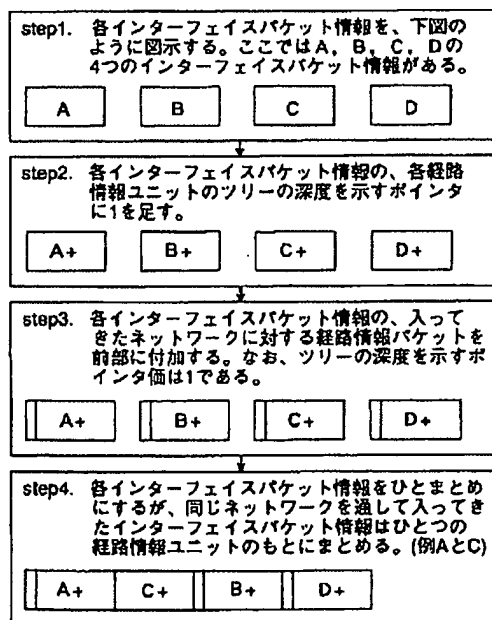 step1. 各インターフェイスパケット情報を、下図の
ように図示する。ここではA，B，C，Dの
4つのインターフェイスパケット情報がある。
A B C D
step2. 各インターフェイスパケット情報の、各経路
情報ユニットのツリーの深度を示すポインタ
に1を足す。
A+ B+ C+ D+
step3. 各インターフェイスパケット情報の、入って
きたネットワークに対する経路情報パケットを
前部に付加する。なお、ツリーの深度を示すポ
インタ価は1である。
A+ B+ C+ D+
step4. 各インターフェイスパケット情報をひとまとめ
にするが、同じネットワークを通して入ってき
たインターフェイスパケット情報はひとつの
経路情報ユニットのもとにまとめる。(例AとC)
A+ C+ B+ D+